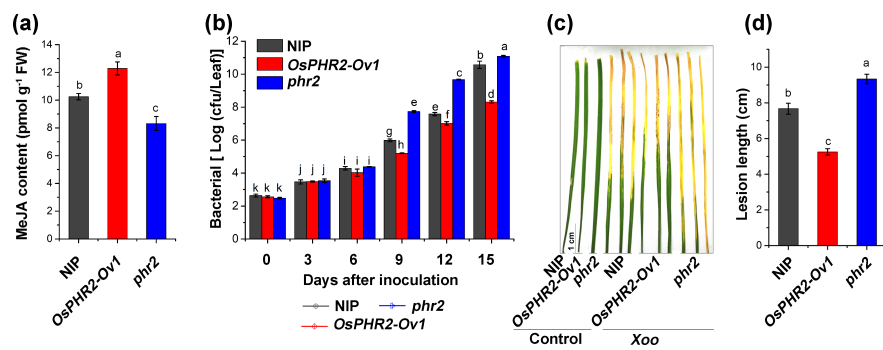 (a)
MeJA content (pmol g⁻¹ FW)
14
12
10
8
6
4
2
0
b
a
c
NIP
OsPHR2-Ov1
phr2
(b)
Bacterial [ Log (cfu/Leaf)]
12
10
8
6
4
2
0
NIP
OsPHR2-Ov1
phr2
k k k
j j j
i i i
g h e
e f c
b d a
0 3 6 9 12 15
Days after inoculation
NIP
phr2
OsPHR2-Ov1
(c)
1 cm
NIP
OsPHR2-Ov1
phr2
NIP
OsPHR2-Ov1
phr2
Control
Xoo
(d)
Lesion length (cm)
10
8
6
4
2
0
b
c
a
NIP
OsPHR2-Ov1
phr2